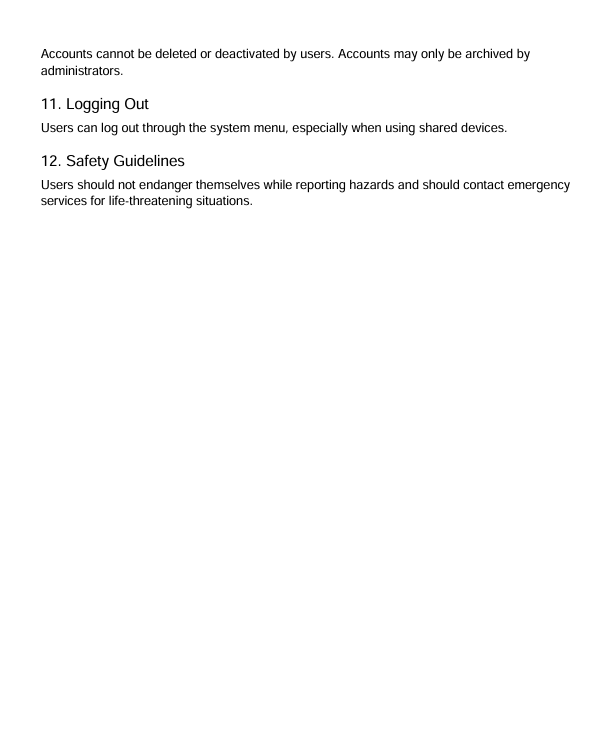 Accounts cannot be deleted or deactivated by users. Accounts may only be archived by
administrators.
11. Logging Out
Users can log out through the system menu, especially when using shared devices.
12. Safety Guidelines
Users should not endanger themselves while reporting hazards and should contact emergency
services for life-threatening situations.